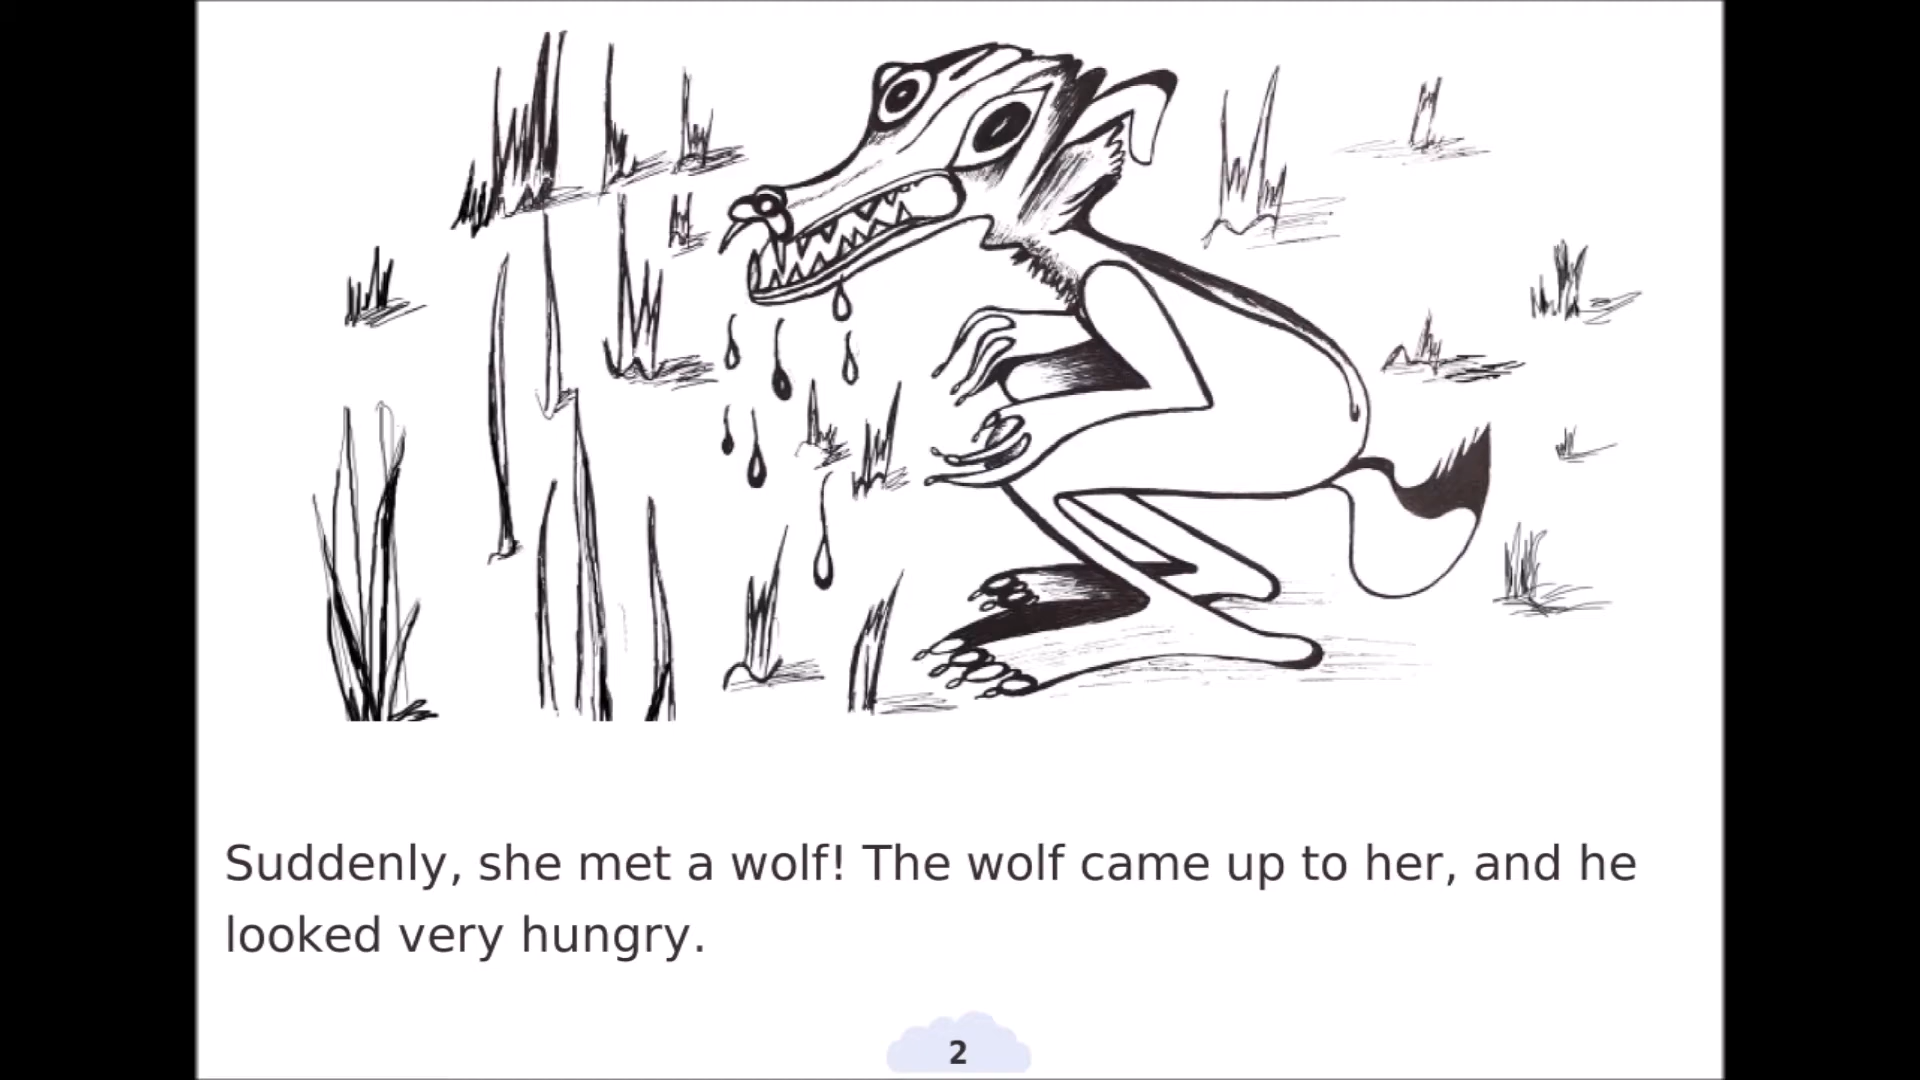 Suddenly, she met a wolf! The wolf came up to her, and he
looked very hungry.
2